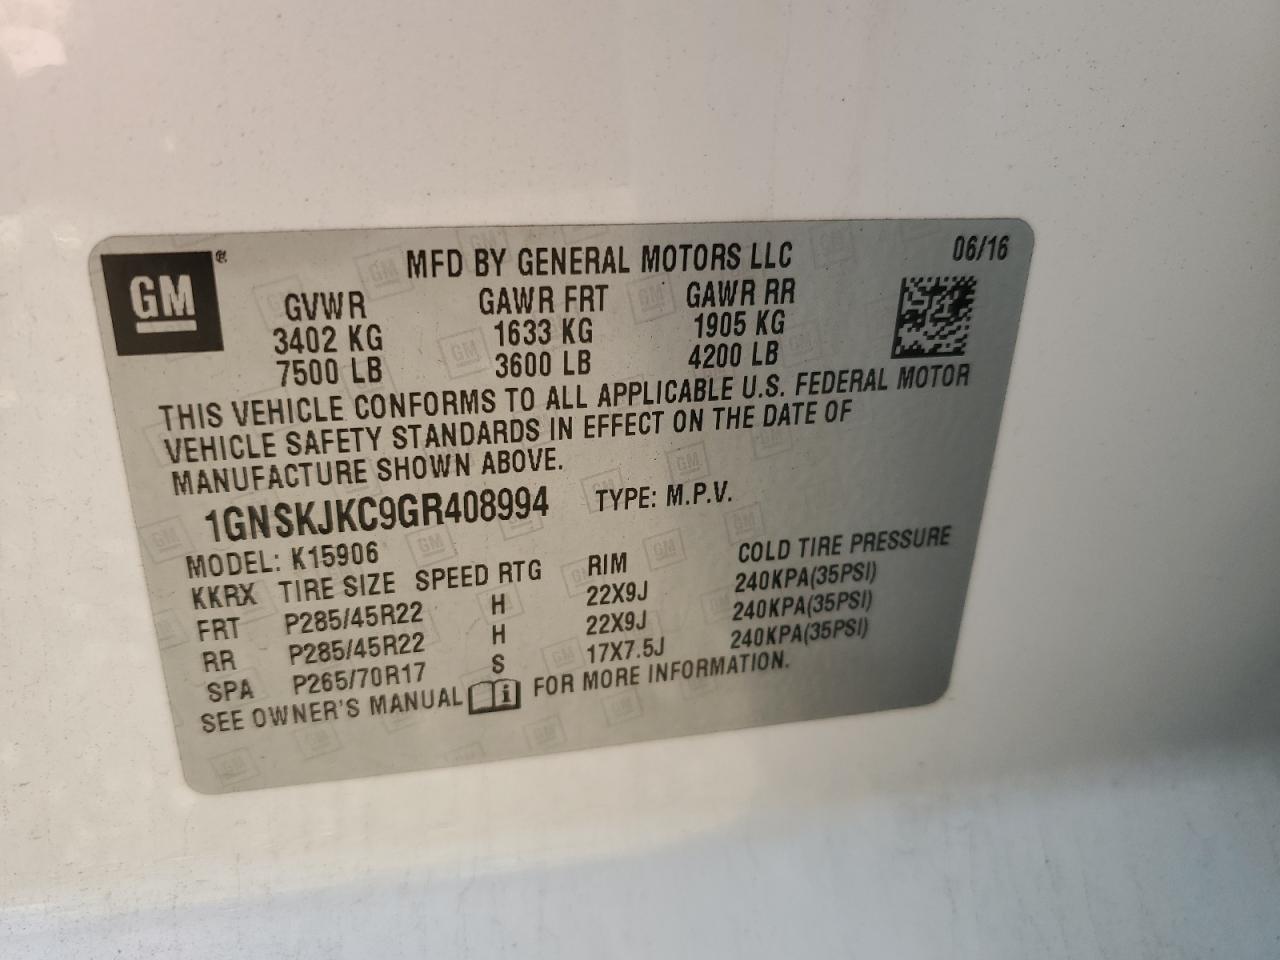 GM®
MFD BY GENERAL MOTORS LLC 06/16
GVWR GAWR FRT GAWR RR
3402 KG 1633 KG 1905 KG
7500 LB 3600 LB 4200 LB
THIS VEHICLE CONFORMS TO ALL APPLICABLE U.S. FEDERAL MOTOR
VEHICLE SAFETY STANDARDS IN EFFECT ON THE DATE OF
MANUFACTURE SHOWN ABOVE.
1GNSKJKC9GR408994 TYPE: M.P.V.
MODEL: K15906
KKRX TIRE SIZE SPEED RTG RIM COLD TIRE PRESSURE
FRT P285/45R22 H 22X9J 240KPA(35PSI)
RR P285/45R22 H 22X9J 240KPA(35PSI)
SPA P265/70R17 S 17X7.5J 240KPA(35PSI)
SEE OWNER'S MANUAL i FOR MORE INFORMATION.